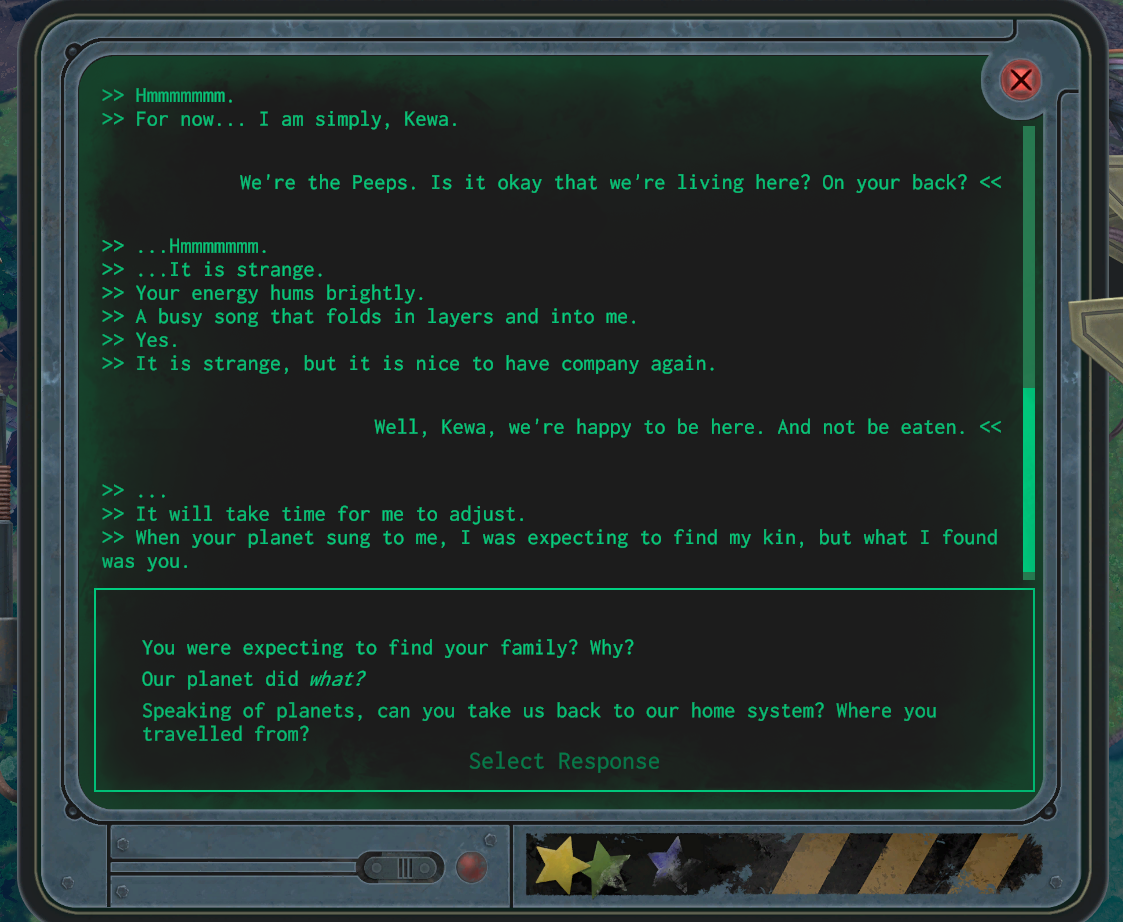 >> Hmmmmmmm.
>> For now... I am simply, Kewa.
We're the Peeps. Is it okay that we're living here? On your back? <<
>> ...Hmmmmmmm.
>> ...It is strange.
>> Your energy hums brightly.
>> A busy song that folds in layers and into me.
>> Yes.
>> It is strange, but it is nice to have company again.
Well, Kewa, we're happy to be here. And not be eaten. <<
>> ...
>> It will take time for me to adjust.
>> When your planet sung to me, I was expecting to find my kin, but what I found
was you.
You were expecting to find your family? Why?
Our planet did what?
Speaking of planets, can you take us back to our home system? Where you
travelled from?
Select Response